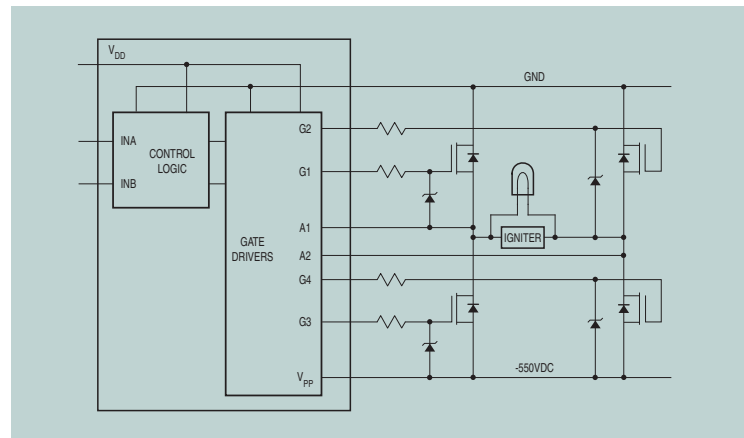 V_DD
GND
G2
INA
CONTROL
LOGIC
G1
INB
A1
IGNITER
GATE
DRIVERS
A2
G4
G3
-550VDC
V_PP